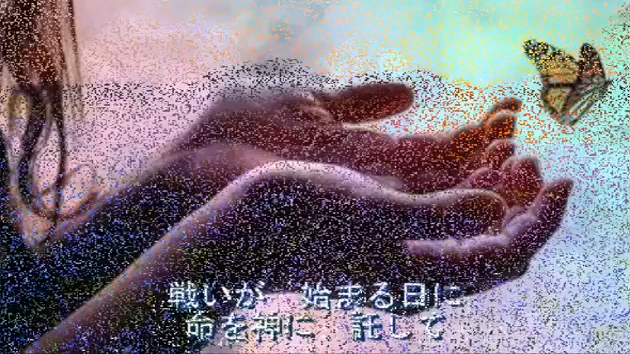 戦いが　始まる日に
命を神に　託して